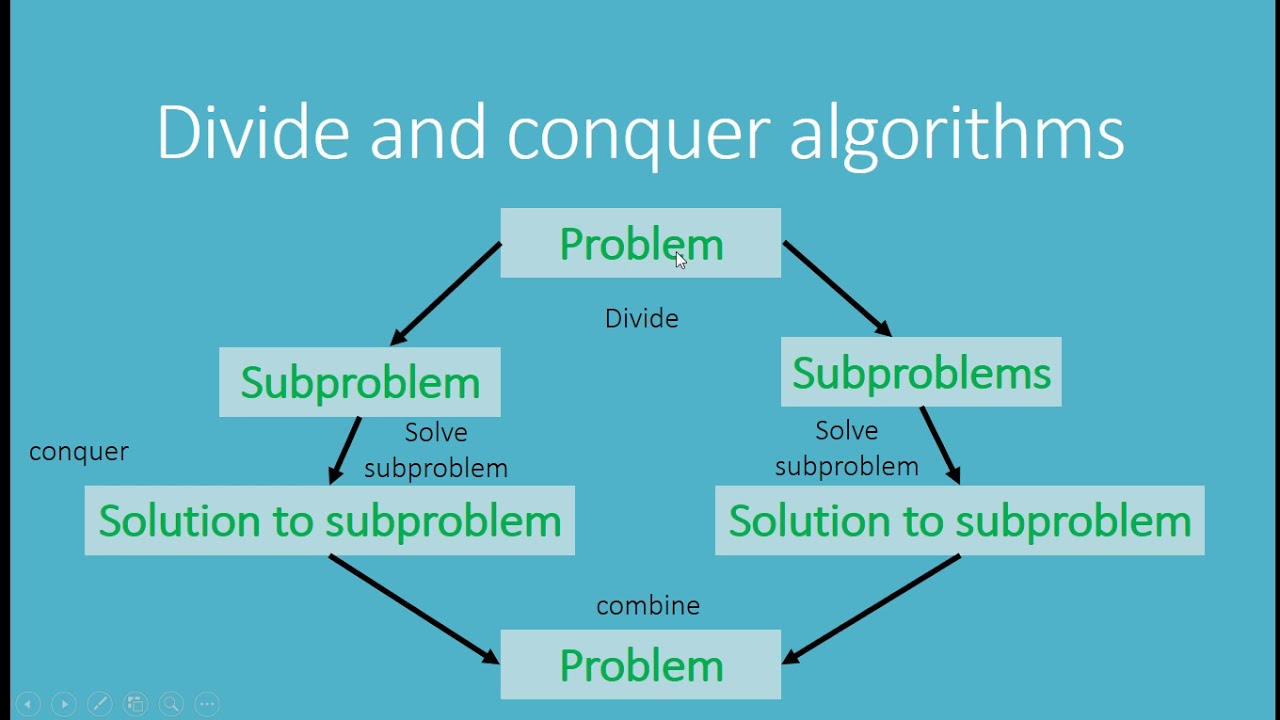 Divide and conquer algorithms
Problem
Divide
Subproblem
Subproblems
conquer
Solve
subproblem
Solve
subproblem
Solution to subproblem
Solution to subproblem
combine
Problem